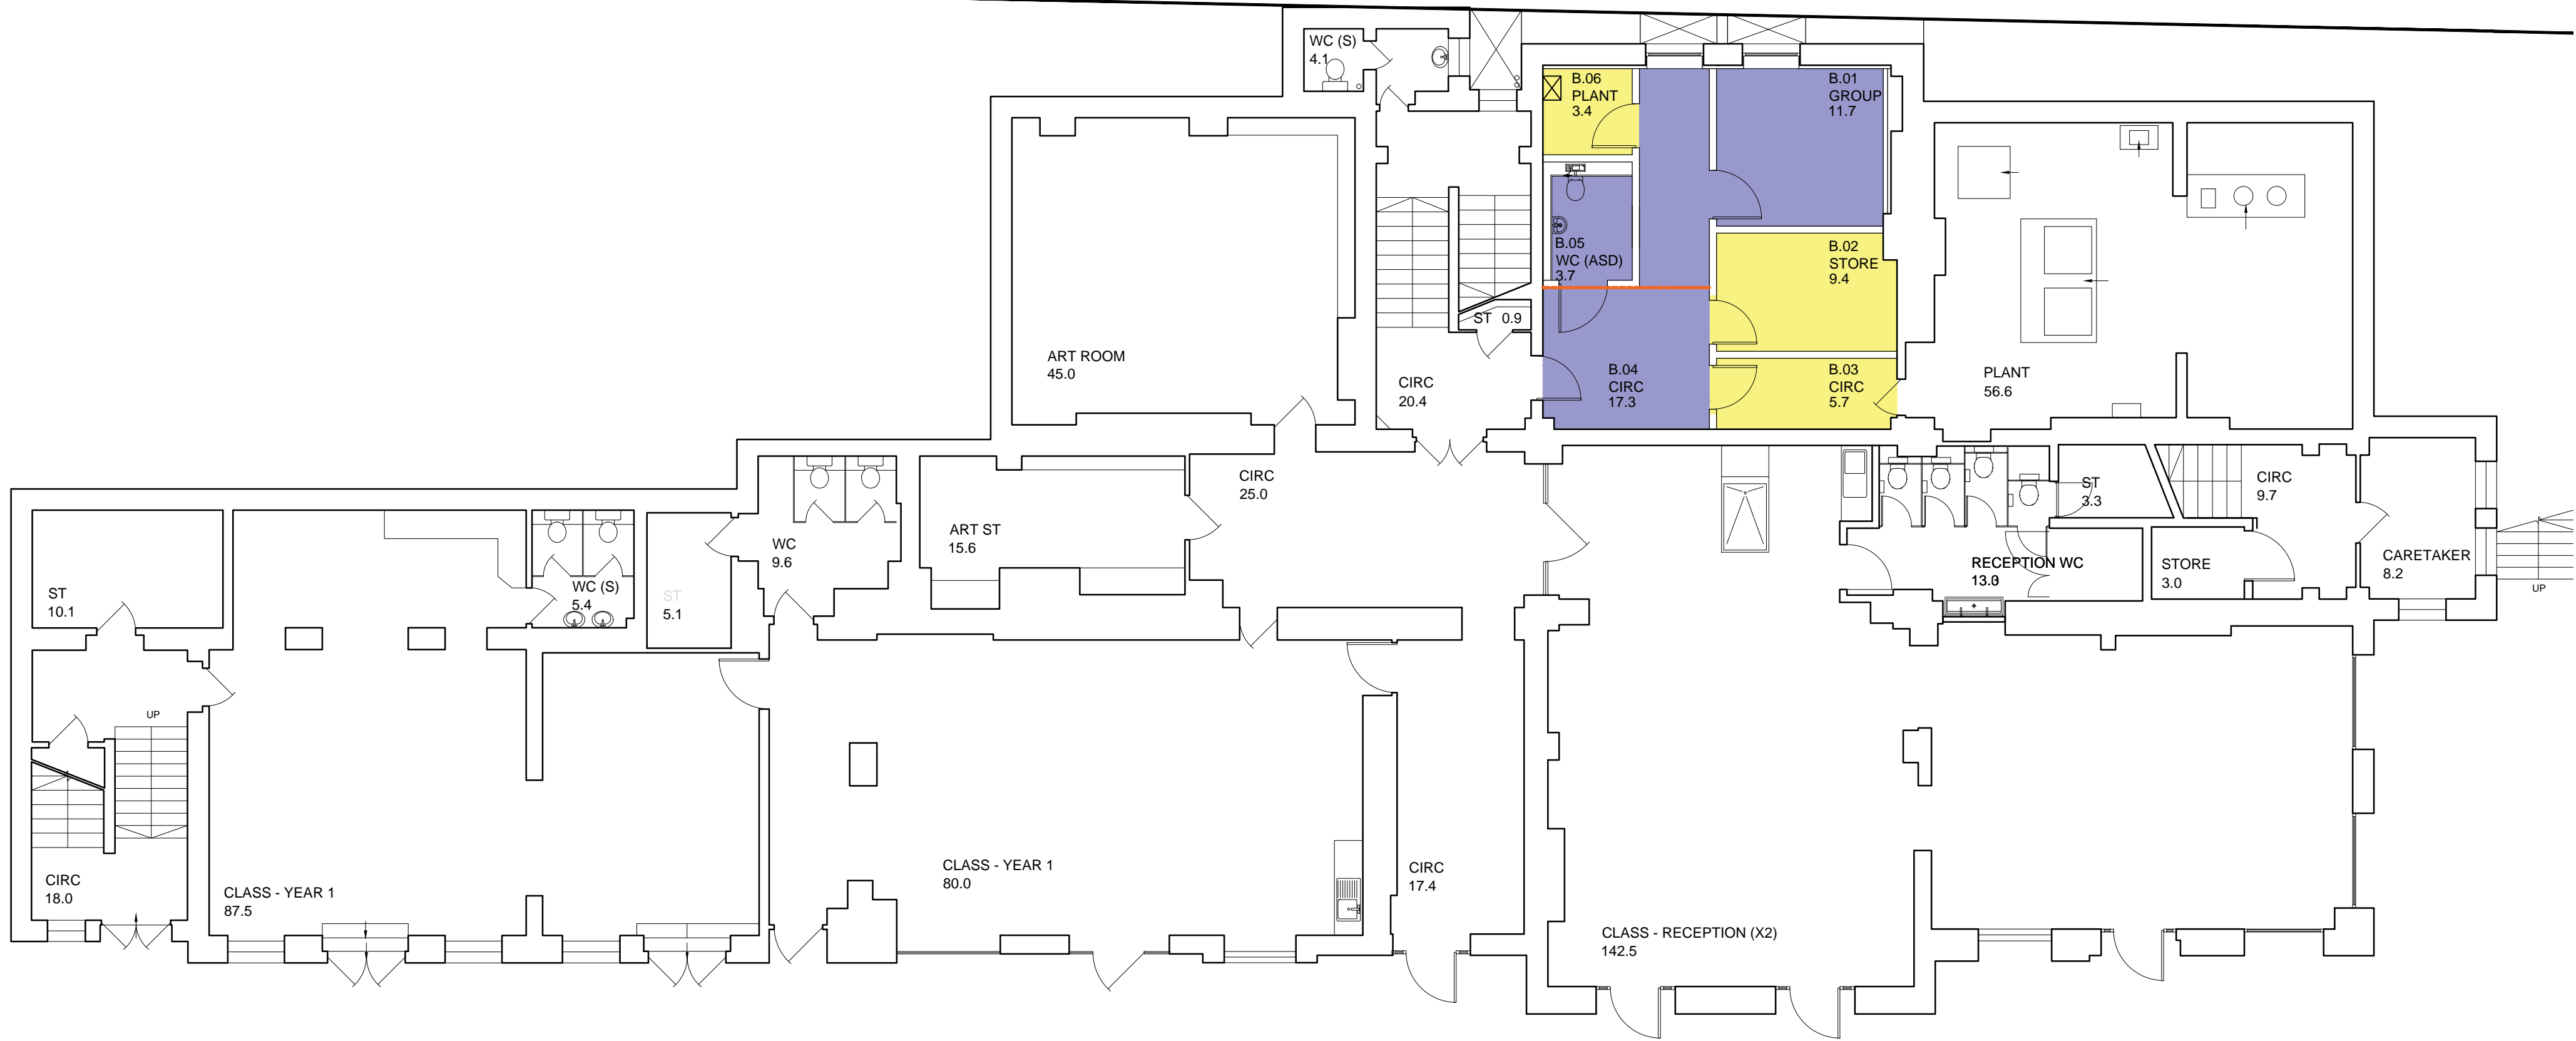 WC (S)
4.1
B.06
PLANT
3.4
B.01
GROUP
11.7
B.05
WC (ASD)
3.7
B.02
STORE
9.4
ST 0.9
ART ROOM
45.0
CIRC
20.4
B.04
CIRC
17.3
B.03
CIRC
5.7
PLANT
56.6
CIRC
25.0
ST
3.3
CIRC
9.7
ART ST
15.6
WC
9.6
RECEPTION WC
STORE
3.0
CARETAKER
8.2
UP
ST
10.1
WC (S)
5.4
ST
5.1
UP
CIRC
18.0
CLASS - YEAR 1
87.5
CLASS - YEAR 1
80.0
CIRC
17.4
CLASS - RECEPTION (X2)
142.5